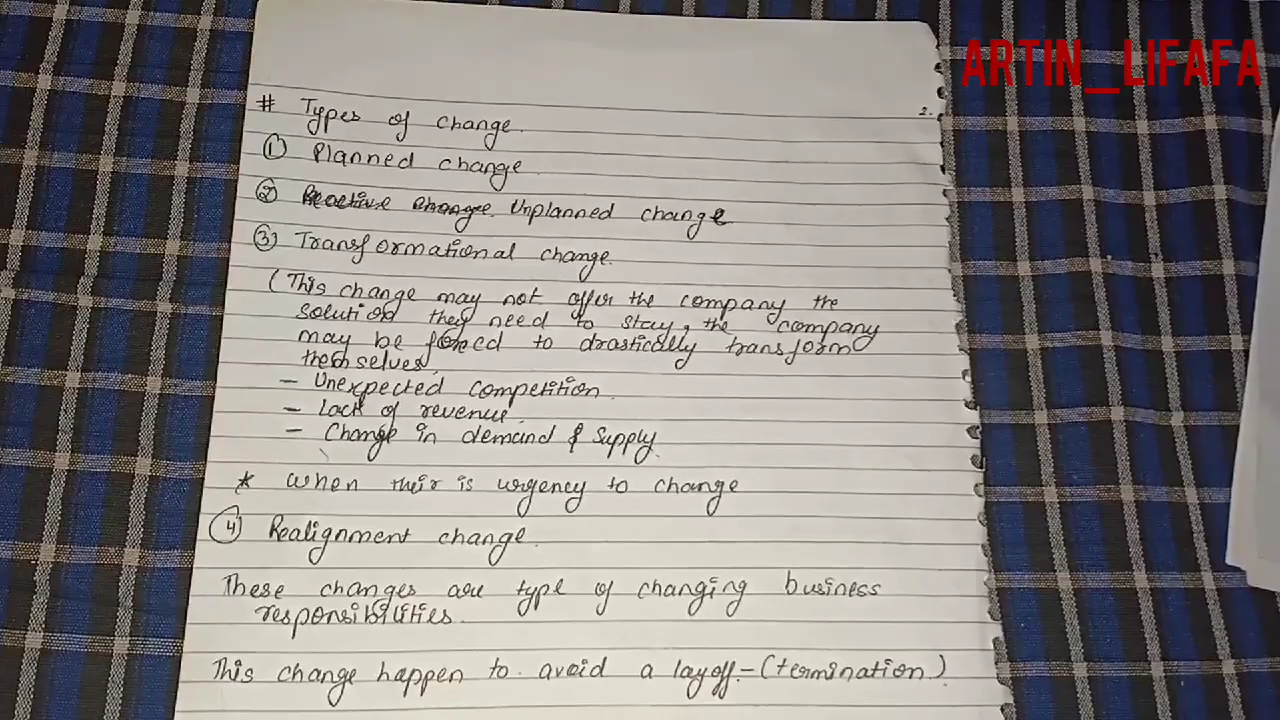 ARTIN_LIFAFA
2.
# Types of change.
① Planned change
② Reactive change. Unplanned change
③ Transformational change.
(This change may not offer the company the
solution they need to stay, the company
may be forced to drastically transform
themselves.
- Unexpected competition.
- Lack of revenue.
- Change in demand & supply.
* when their is urgency to change
④ Realignment change.
These changes are type of changing business
responsibilities.
This change happen to avoid a layoff.-(termination)